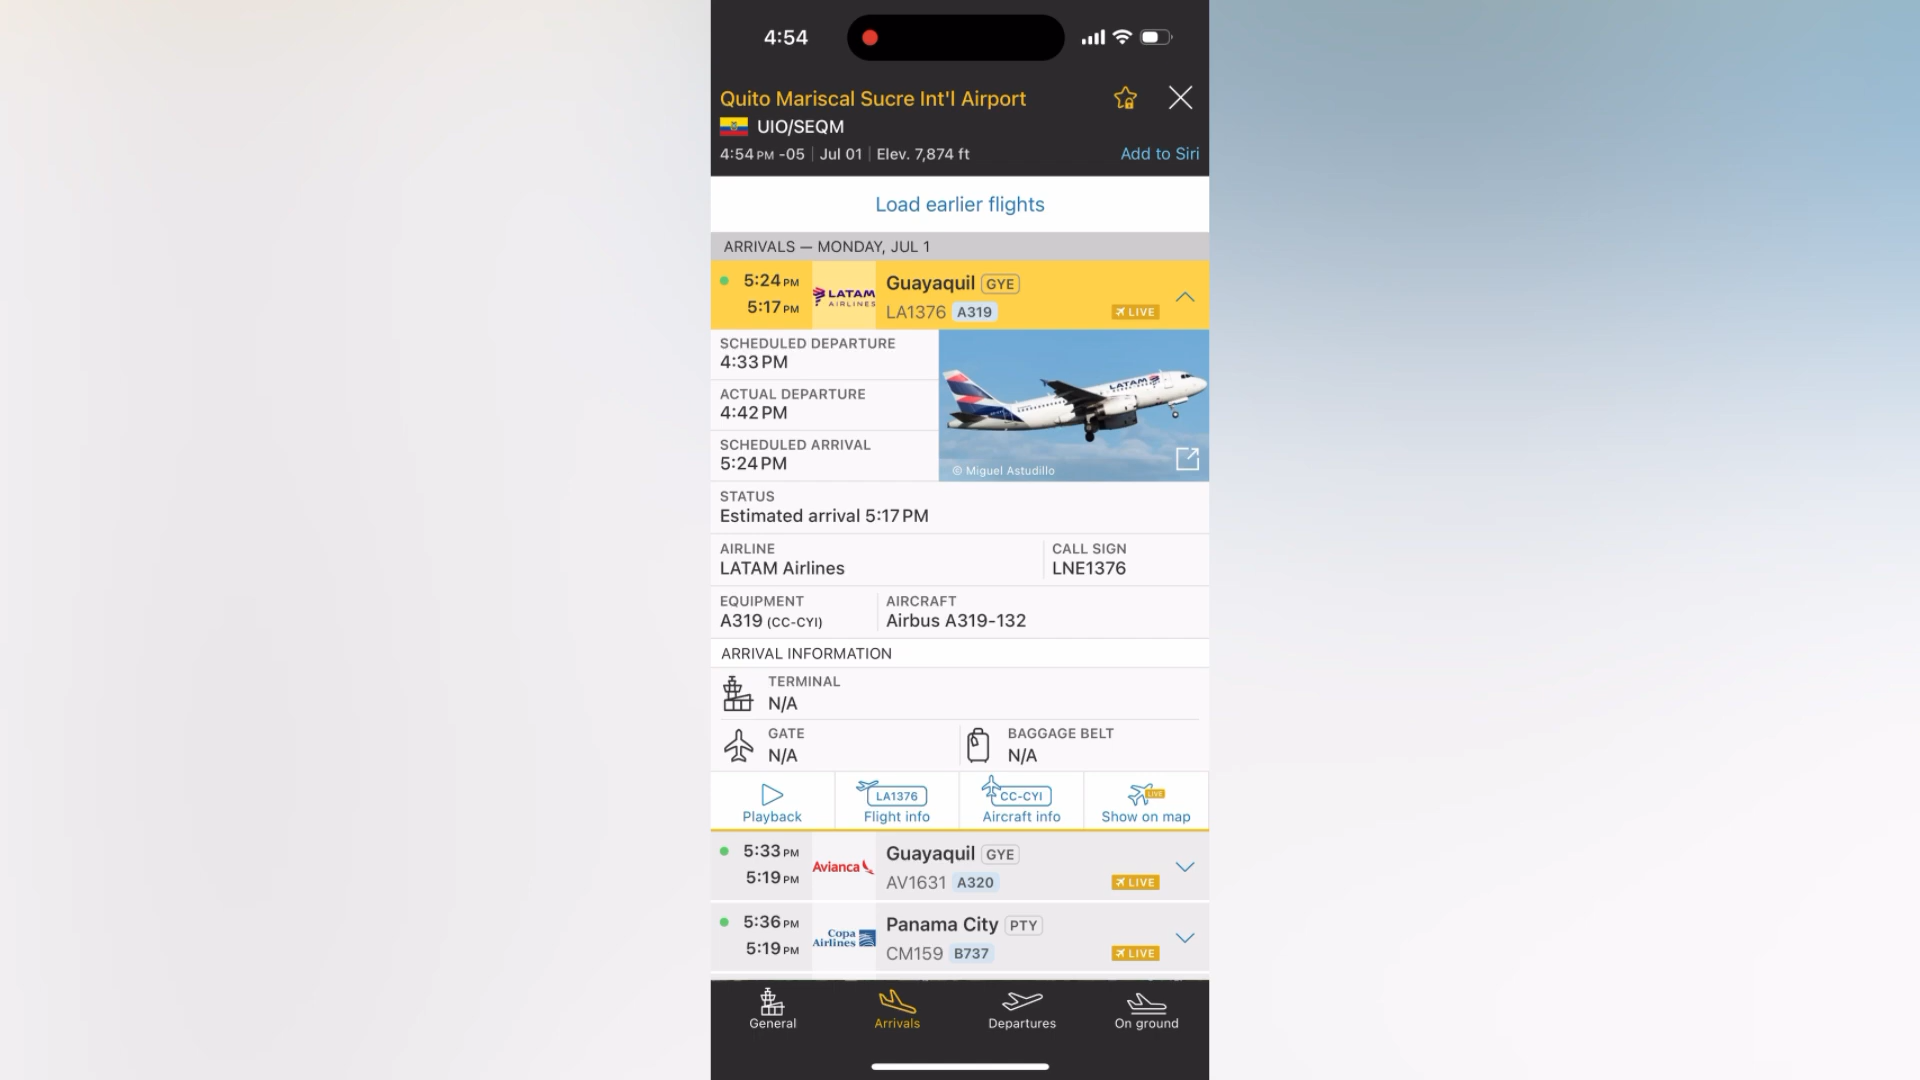 4:54
Quito Mariscal Sucre Int'l Airport
UIO/SEQM
4:54 PM -05 | Jul 01 | Elev. 7,874 ft
Add to Siri
Load earlier flights
ARRIVALS — MONDAY, JUL 1
5:24 PM
5:17 PM
LATAM AIRLINES
Guayaquil GYE
LA1376 A319
LIVE
SCHEDULED DEPARTURE
4:33 PM
ACTUAL DEPARTURE
4:42 PM
SCHEDULED ARRIVAL
5:24 PM
LATAM
© Miguel Astudillo
STATUS
Estimated arrival 5:17 PM
AIRLINE
LATAM Airlines
CALL SIGN
LNE1376
EQUIPMENT
A319 (CC-CYI)
AIRCRAFT
Airbus A319-132
ARRIVAL INFORMATION
TERMINAL
N/A
GATE
N/A
BAGGAGE BELT
N/A
Playback
LA1376
Flight info
CC-CYI
Aircraft info
LIVE
Show on map
5:33 PM
5:19 PM
Avianca
Guayaquil GYE
AV1631 A320
LIVE
5:36 PM
5:19 PM
Copa Airlines
Panama City PTY
CM159 B737
LIVE
General
Arrivals
Departures
On ground